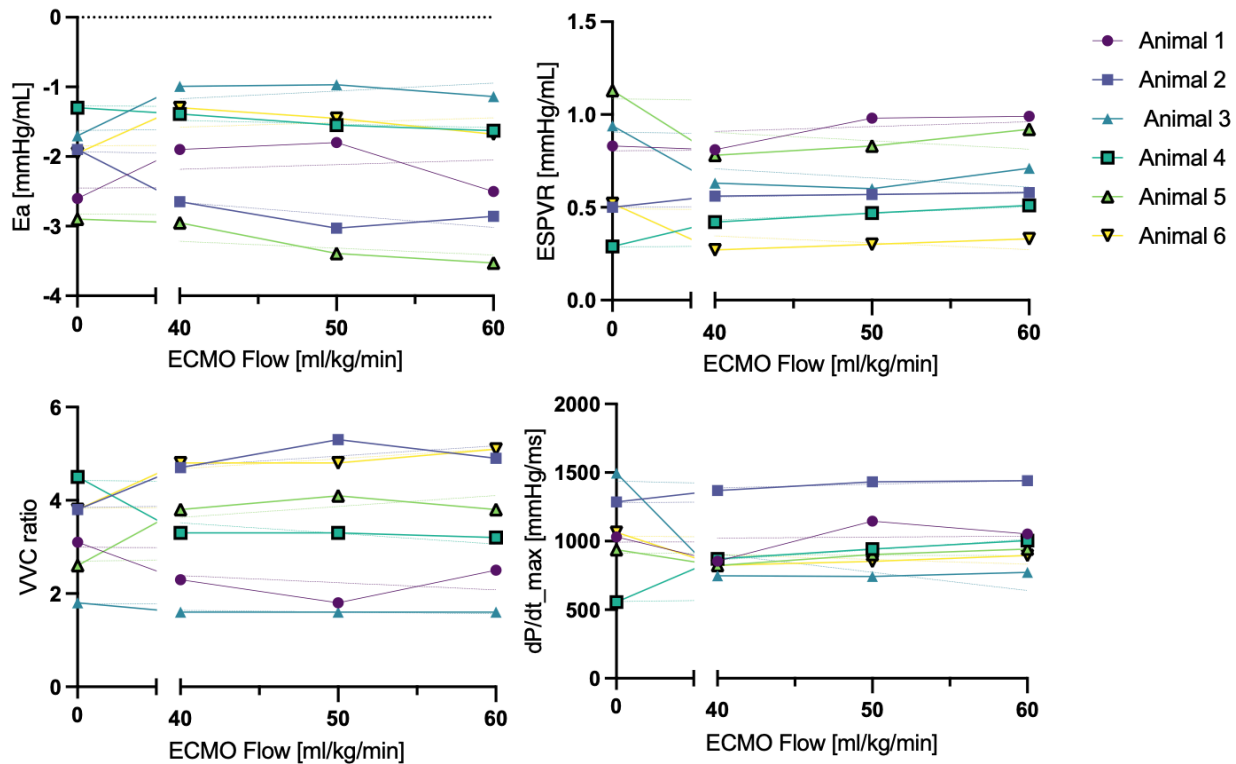 0
-1
-2
-3
-4
Ea [mmHg/mL]
0
40
50
60
ECMO Flow [ml/kg/min]
1.5
1.0
0.5
0.0
ESPVR [mmHg/mL]
0
40
50
60
ECMO Flow [ml/kg/min]
Animal 1
Animal 2
Animal 3
Animal 4
Animal 5
Animal 6
6
4
2
0
VVC ratio
0
40
50
60
ECMO Flow [ml/kg/min]
2000
1500
1000
500
0
dP/dt_max [mmHg/ms]
0
40
50
60
ECMO Flow [ml/kg/min]